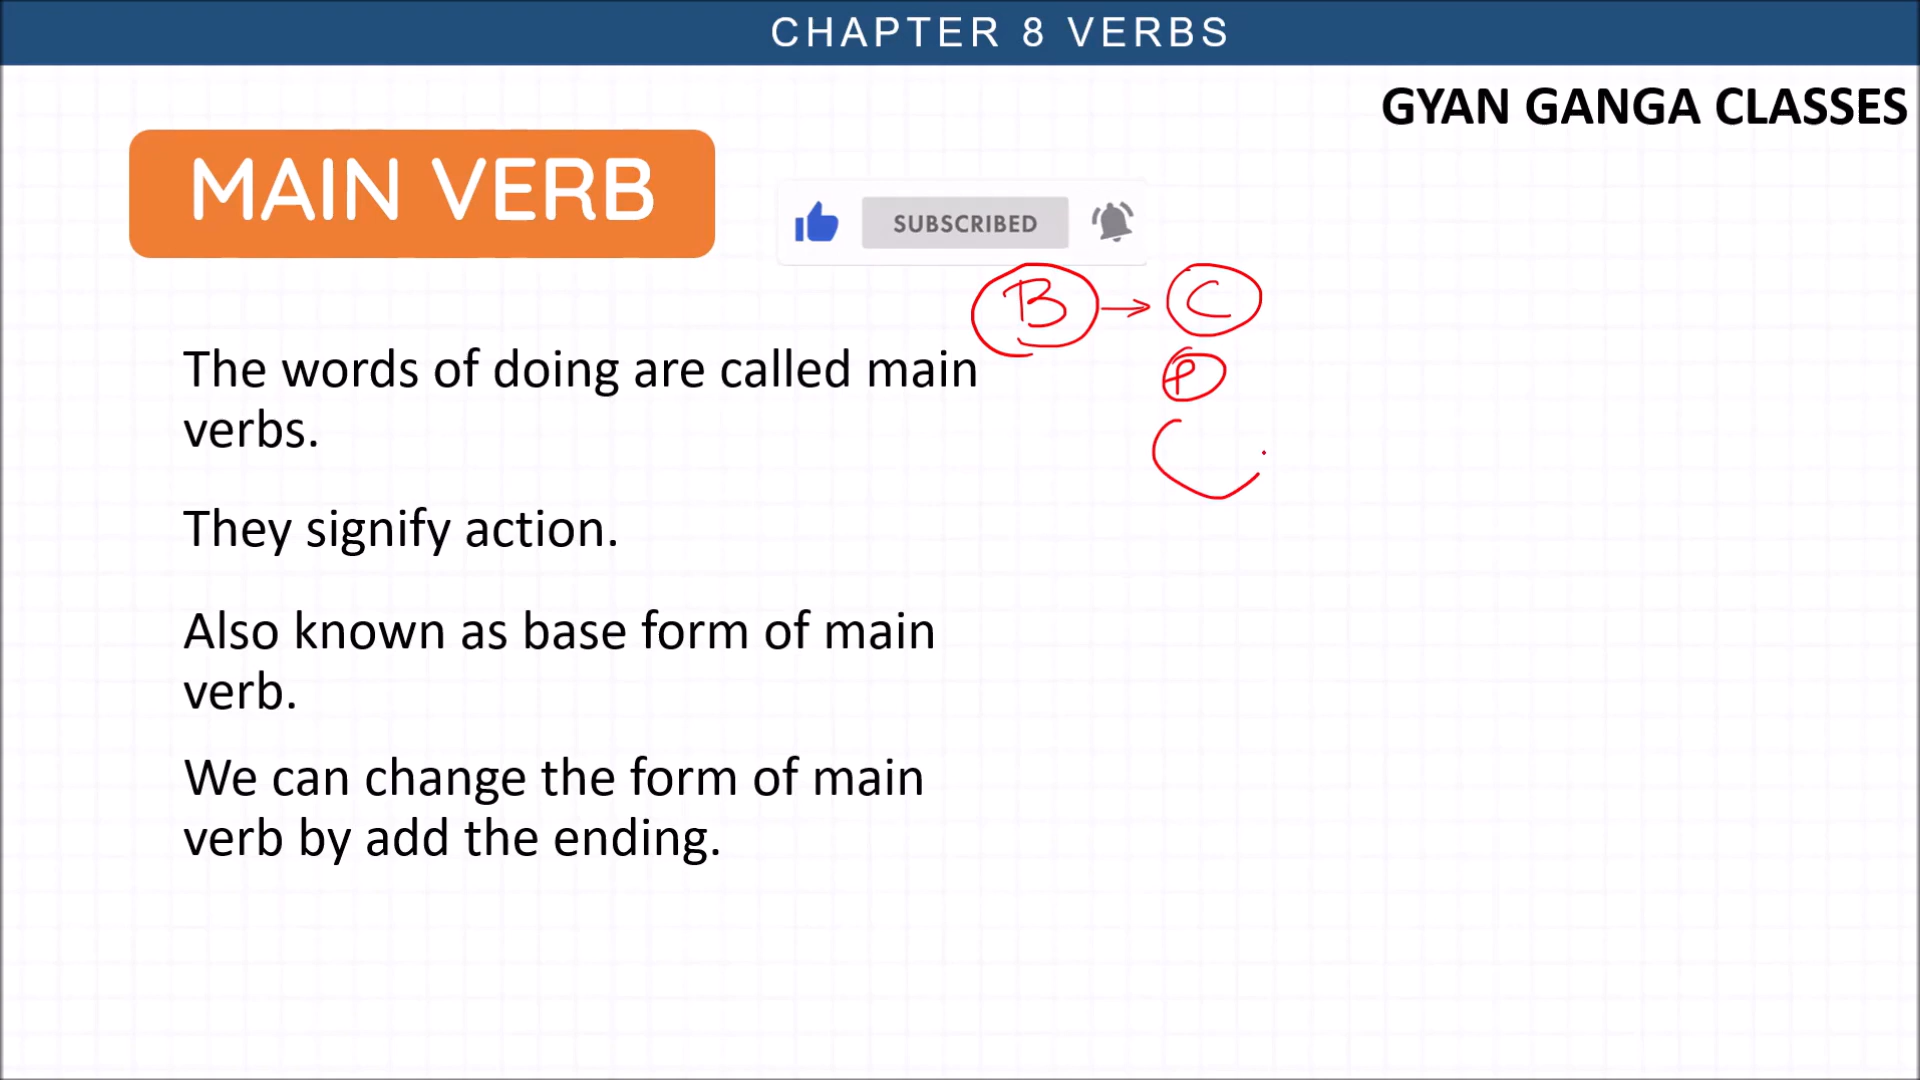 CHAPTER 8 VERBS
GYAN GANGA CLASSES
MAIN VERB
SUBSCRIBED
B → C
P
The words of doing are called main
verbs.
They signify action.
Also known as base form of main
verb.
We can change the form of main
verb by add the ending.